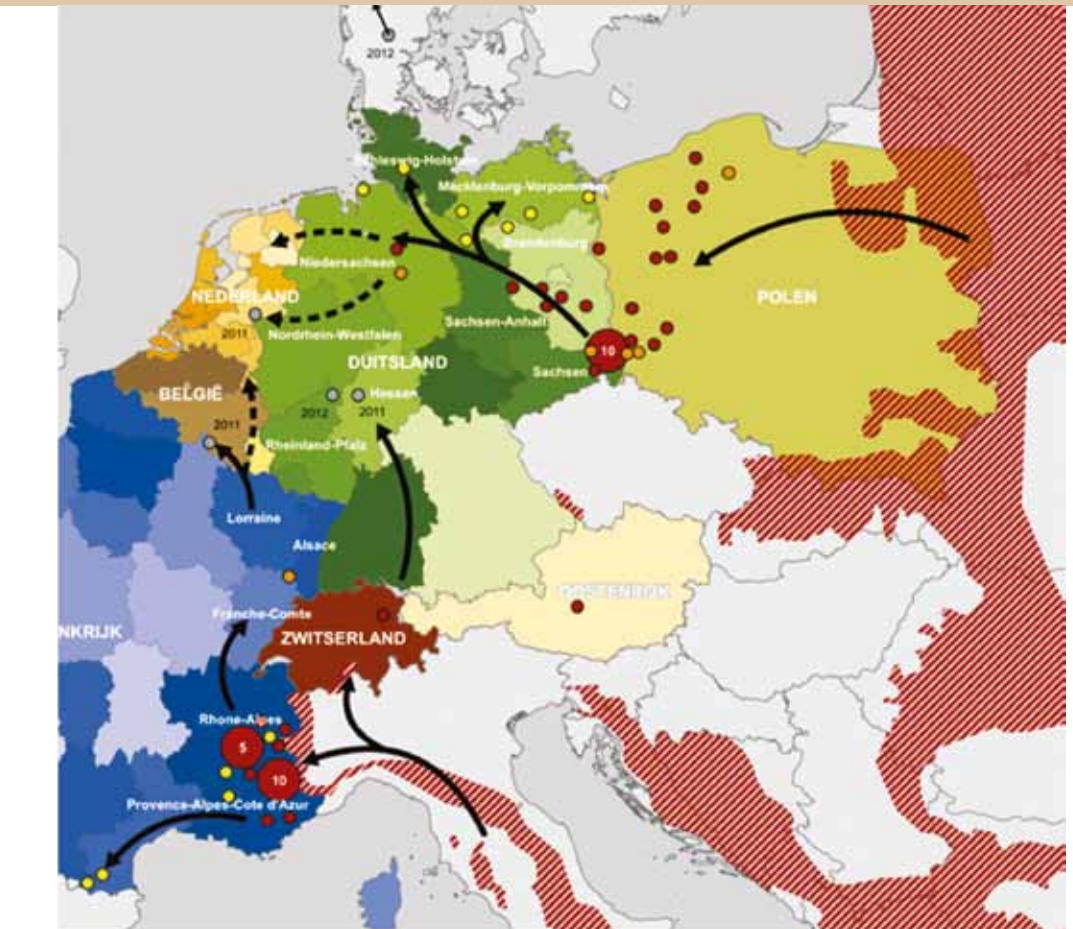 2012
Schleswig-Holstein
Mecklenburg-Vorpommern
Brandenburg
Niedersachsen
NEDERLAND
POLEN
2011
Nordrhein-Westfalen
Sachsen-Anhalt
DUITSLAND
10
Sachsen
BELGIË
Hessen
2012
2011
2011
Rheinland-Pfalz
Lorraine
Alsace
OOSTENRIJK
Franche-Comte
NKRIJK
ZWITSERLAND
Rhone-Alpes
5
10
Provence-Alpes-Cote d'Azur